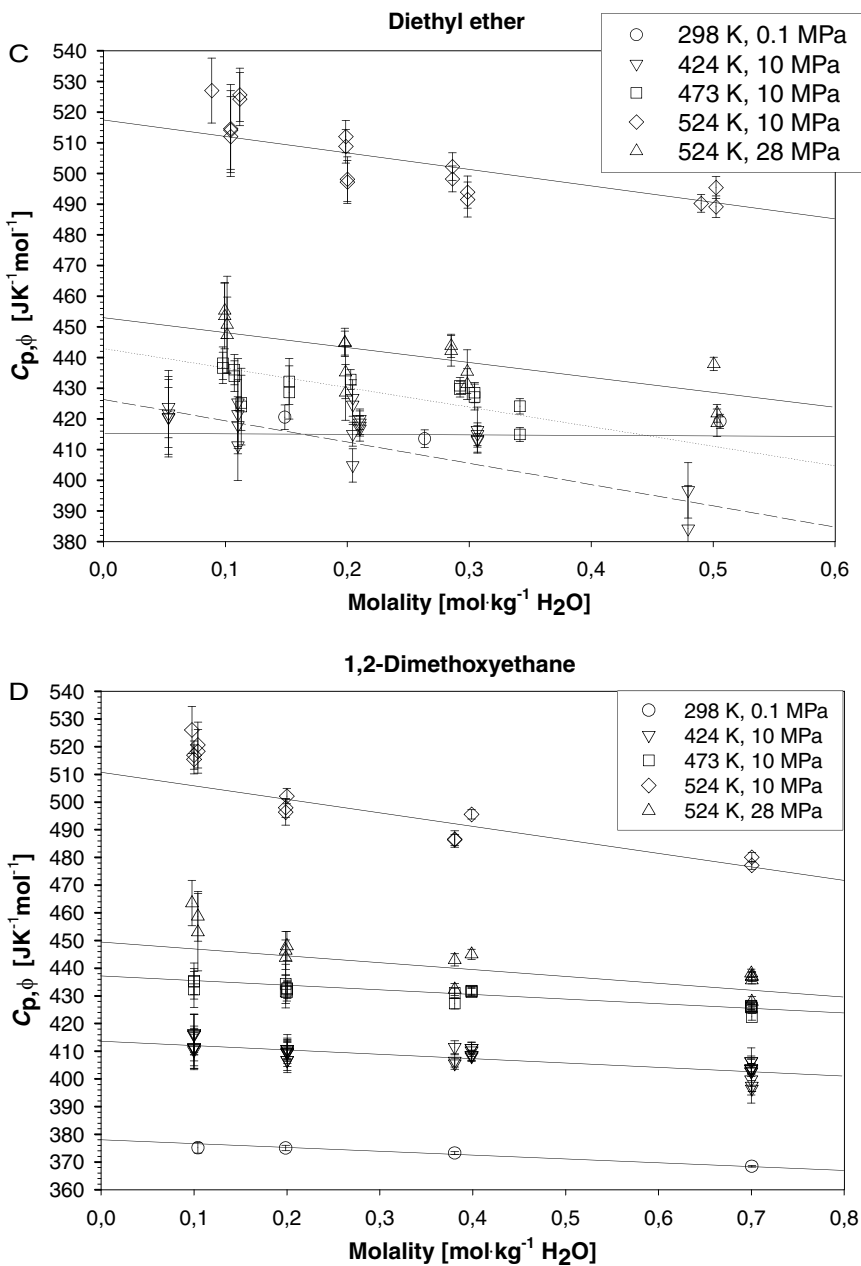 Diethyl ether
C
298 K, 0.1 MPa
424 K, 10 MPa
473 K, 10 MPa
524 K, 10 MPa
524 K, 28 MPa
540
530
520
510
500
490
480
470
460
450
440
430
420
410
400
390
380
Cp,ϕ [JK-1mol-1]
0,0 0,1 0,2 0,3 0,4 0,5 0,6
Molality [mol·kg-1 H2O]
1,2-Dimethoxyethane
D
298 K, 0.1 MPa
424 K, 10 MPa
473 K, 10 MPa
524 K, 10 MPa
524 K, 28 MPa
540
530
520
510
500
490
480
470
460
450
440
430
420
410
400
390
380
370
360
Cp,ϕ [JK-1mol-1]
0,0 0,1 0,2 0,3 0,4 0,5 0,6 0,7 0,8
Molality [mol·kg-1 H2O]